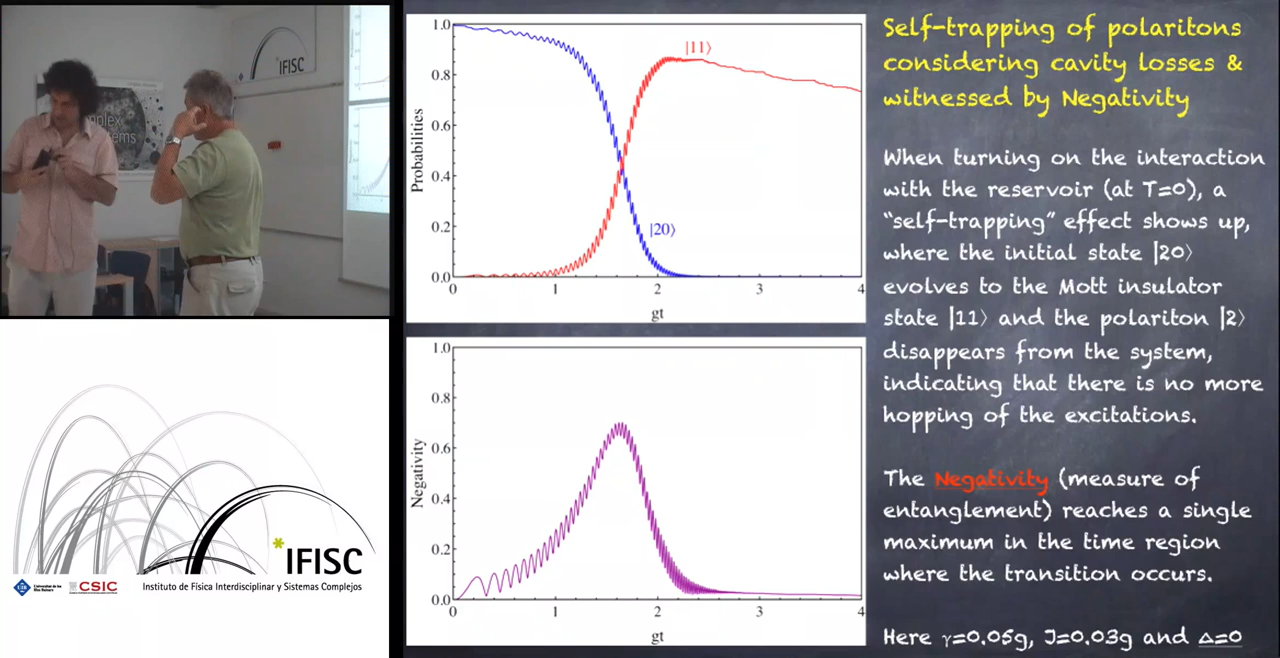 IFISC
mplex
tems
1.0
0.8
0.6
0.4
0.2
0.0
Probabilities
|11⟩
|20⟩
0
1
2
3
4
gt
1.0
0.8
0.6
0.4
0.2
0.0
Negativity
0
1
2
3
4
gt
Self-trapping of polaritons
considering cavity losses &
witnessed by Negativity
When turning on the interaction
with the reservoir (at T=0), a
“self-trapping” effect shows up,
where the initial state |20⟩
evolves to the Mott insulator
state |11⟩ and the polariton |2⟩
disappears from the system,
indicating that there is no more
hopping of the excitations.
The Negativity (measure of
entanglement) reaches a single
maximum in the time region
where the transition occurs.
Here γ=0.05g, J=0.03g and Δ=0
*IFISC
UIB
CSIC
Instituto de Física Interdisciplinar y Sistemas Complejos